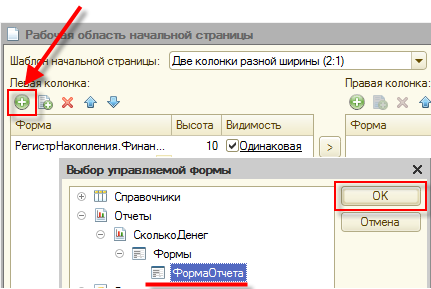 Рабочая область начальной страницы
Шаблон начальной страницы: Две колонки разной ширины (2:1)
Левая колонка: Правая колонка:
Форма Высота Видимость Форма
РегистрНакопления.Финан... 10 Одинаковая >
Выбор управляемой формы
Справочники OK
Отчеты Отмена
СколькоДенег
Формы
ФормаОтчета